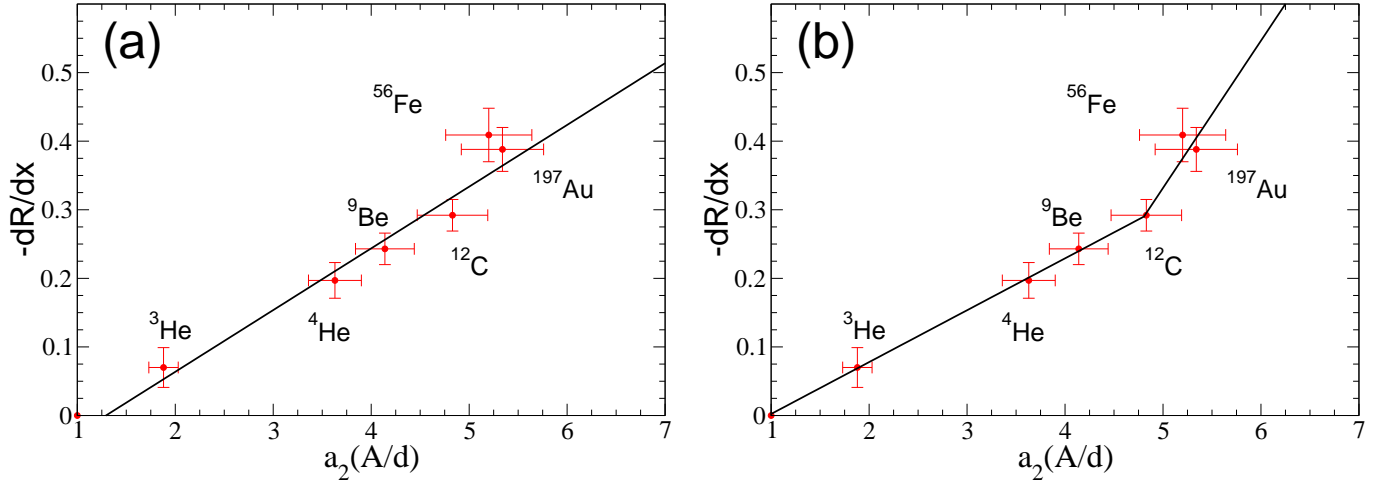 (a)
-dR/dx
0.5
0.4
0.3
0.2
0.1
0
⁵⁶Fe
¹⁹⁷Au
⁹Be
¹²C
³He
⁴He
1 2 3 4 5 6 7
a₂(A/d)
(b)
-dR/dx
0.5
0.4
0.3
0.2
0.1
0
⁵⁶Fe
¹⁹⁷Au
⁹Be
¹²C
³He
⁴He
1 2 3 4 5 6 7
a₂(A/d)